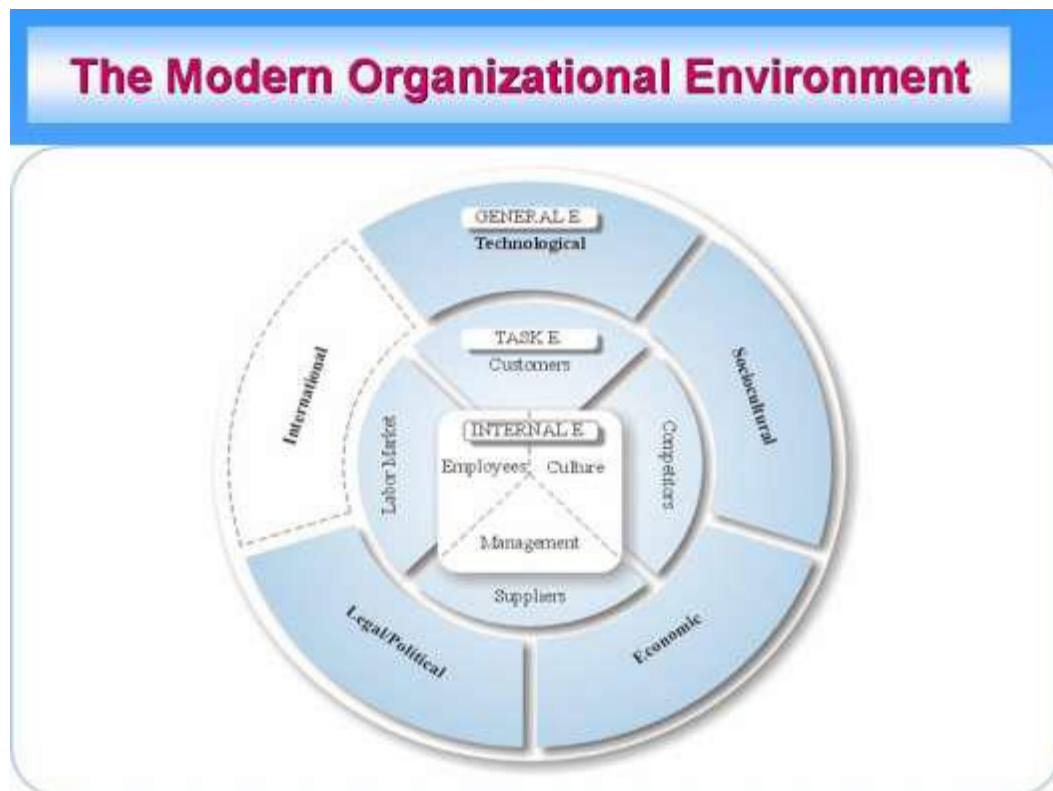 The Modern Organizational Environment
GENERAL E
Technological
International
Sociocultural
TASK E
Customers
Labor Market
Competitors
INTERNAL E
Employees
Culture
Management
Suppliers
Legal/Political
Economic